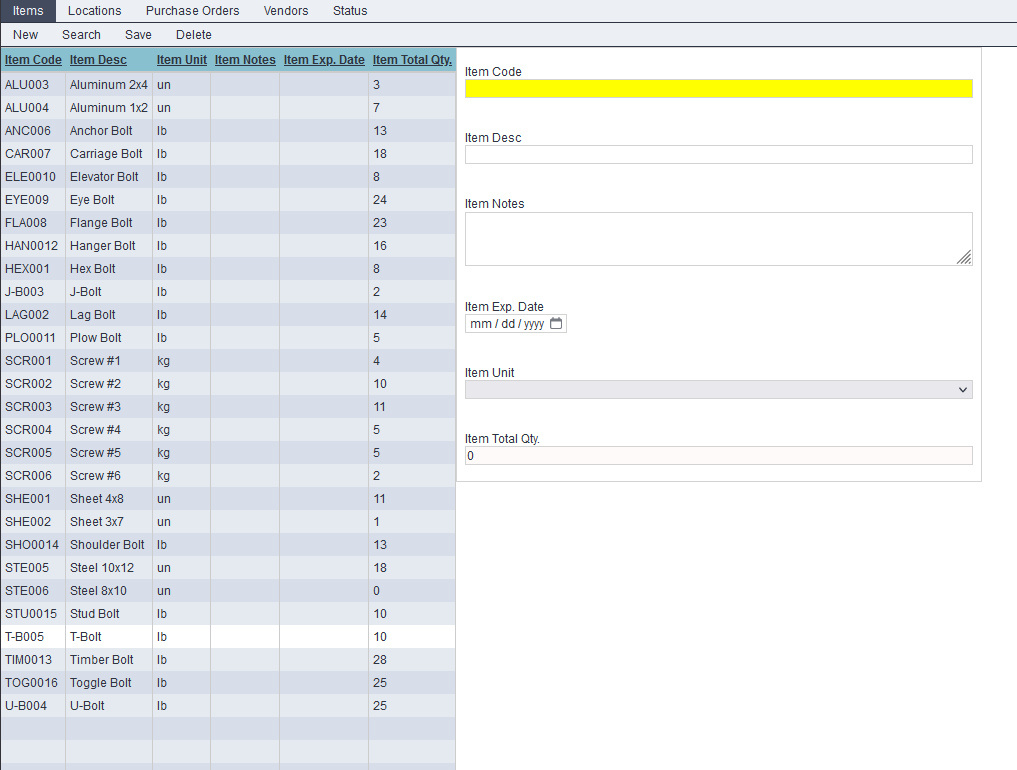 Items Locations Purchase Orders Vendors Status
New Search Save Delete
Item Code Item Desc Item Unit Item Notes Item Exp. Date Item Total Qty.
ALU003 Aluminum 2x4 un 3
ALU004 Aluminum 1x2 un 7
ANC006 Anchor Bolt lb 13
CAR007 Carriage Bolt lb 18
ELE0010 Elevator Bolt lb 8
EYE009 Eye Bolt lb 24
FLA008 Flange Bolt lb 23
HAN0012 Hanger Bolt lb 16
HEX001 Hex Bolt lb 8
J-B003 J-Bolt lb 2
LAG002 Lag Bolt lb 14
PLO0011 Plow Bolt lb 5
SCR001 Screw #1 kg 4
SCR002 Screw #2 kg 10
SCR003 Screw #3 kg 11
SCR004 Screw #4 kg 5
SCR005 Screw #5 kg 5
SCR006 Screw #6 kg 2
SHE001 Sheet 4x8 un 11
SHE002 Sheet 3x7 un 1
SHO0014 Shoulder Bolt lb 13
STE005 Steel 10x12 un 18
STE006 Steel 8x10 un 0
STU0015 Stud Bolt lb 10
T-B005 T-Bolt lb 10
TIM0013 Timber Bolt lb 28
TOG0016 Toggle Bolt lb 25
U-B004 U-Bolt lb 25
Item Code
Item Desc
Item Notes
Item Exp. Date
mm / dd / yyyy
Item Unit
Item Total Qty.
0